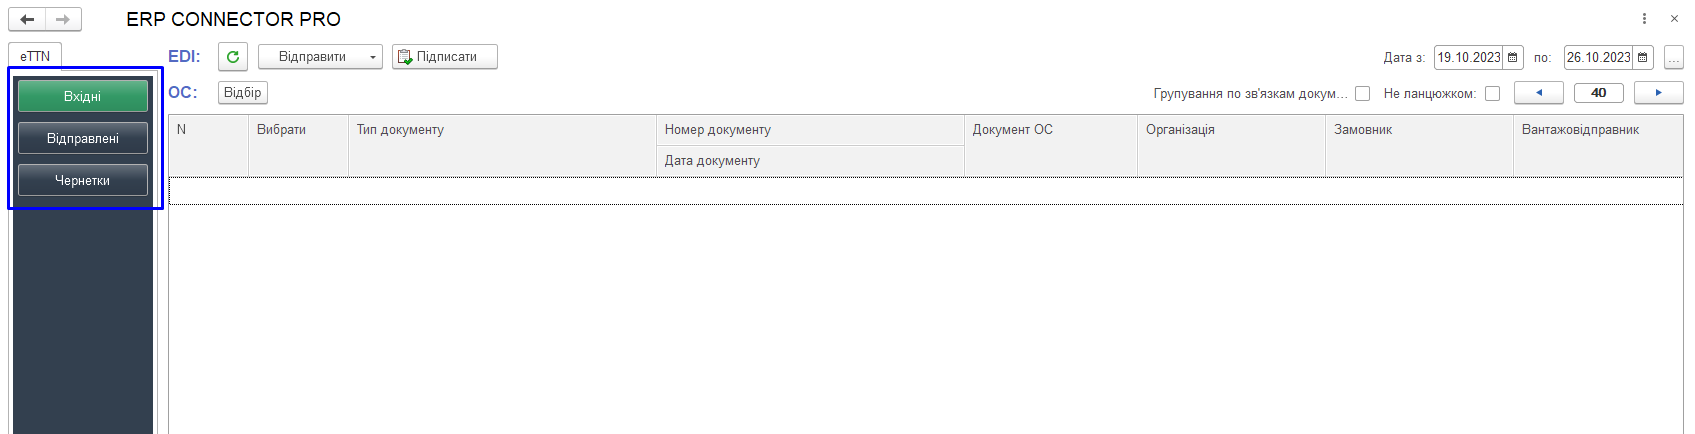 ERP CONNECTOR PRO
eTTN
EDI: Відправити Підписати Дата з: 19.10.2023 по: 26.10.2023 ...
Вхідні
ОС: Відбір Групування по зв'язкам докум... Не ланцюжком: 40
Відправлені
Чернетки
N Вибрати Тип документу Номер документу Документ ОС Організація Замовник Вантажовідправник
Дата документу